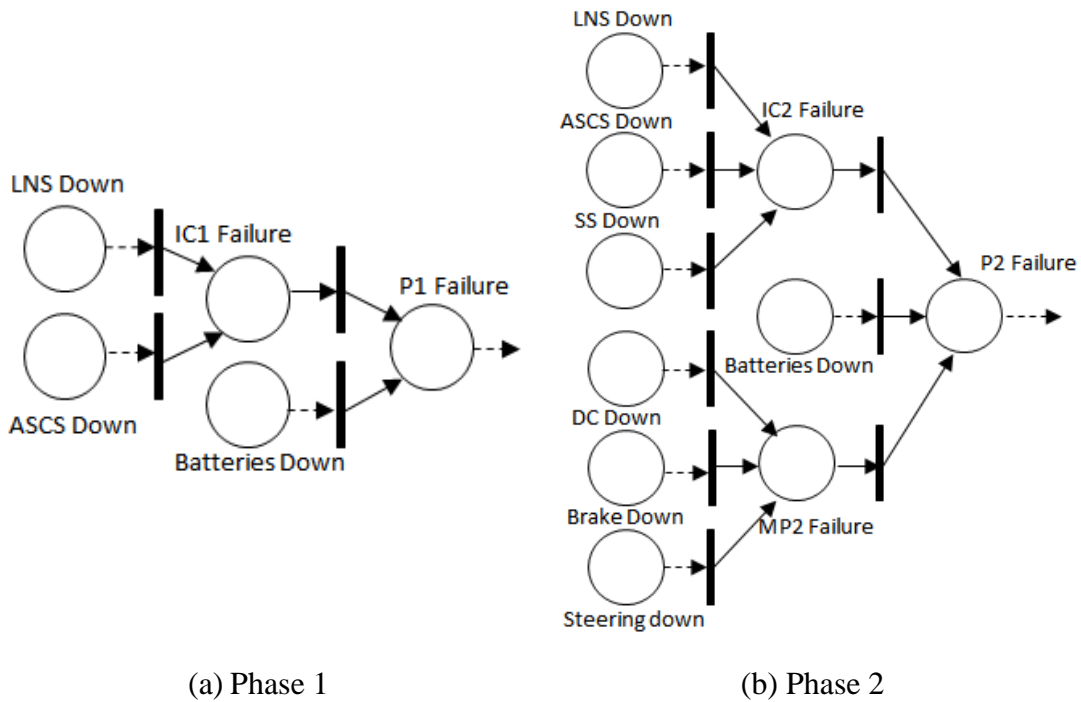 LNS Down
IC1 Failure
P1 Failure
ASCS Down
Batteries Down
(a) Phase 1
LNS Down
IC2 Failure
ASCS Down
SS Down
P2 Failure
Batteries Down
DC Down
Brake Down
MP2 Failure
Steering down
(b) Phase 2